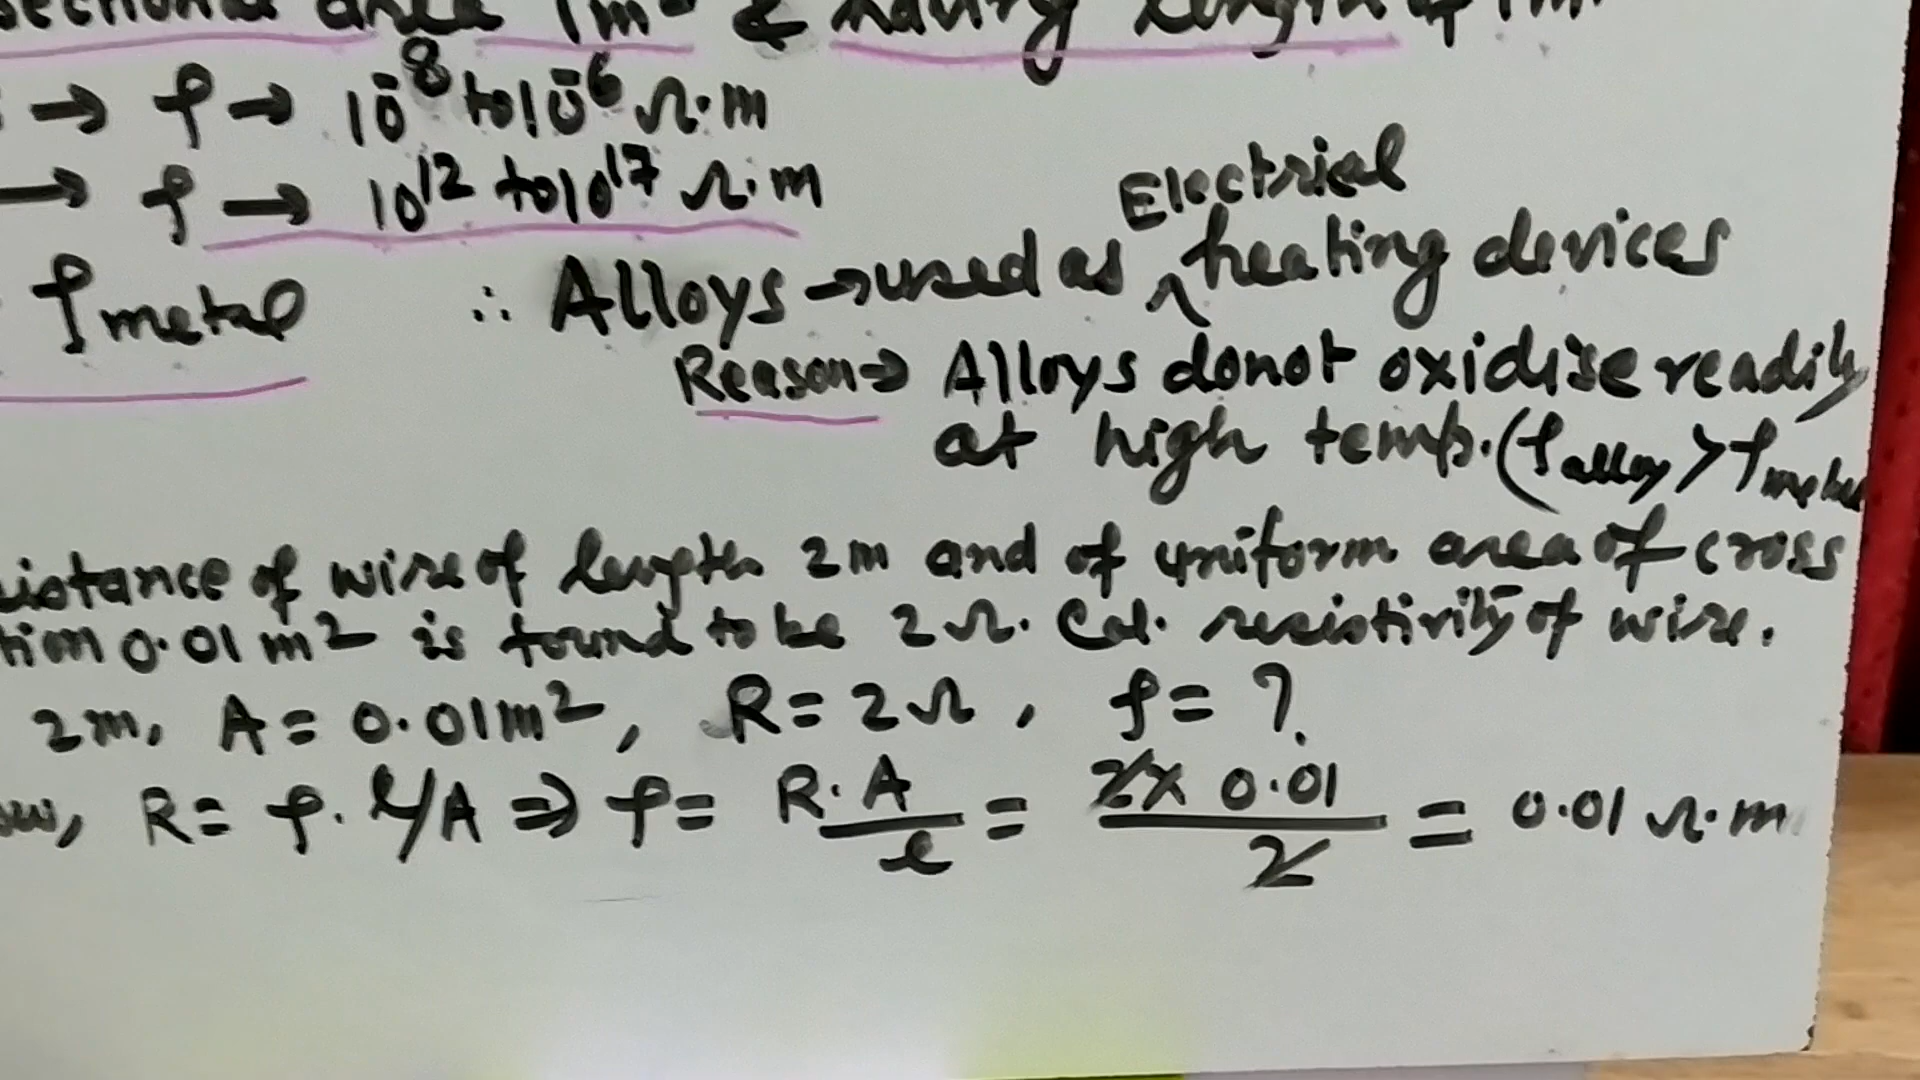 sectional area 1m² & having length of 1m.
→ ρ → 10⁻⁸ to 10⁻⁶ Ω·m
→ ρ → 10¹² to 10¹⁷ Ω·m
Electrical
ρmetal ∴ Alloys → used as ^ heating devices
Reason → Alloys donot oxidise readily
at high temp. (ρalloy > ρmetal
istance of wire of length 2m and of uniform area of cross
tion 0.01 m² is found to be 2Ω. Cal. resistivity of wire.
2m, A = 0.01m², R = 2Ω, ρ = ?
ow, R = ρ. l/A ⇒ ρ = R.A/l = 2 x 0.01/2 = 0.01 Ω·m